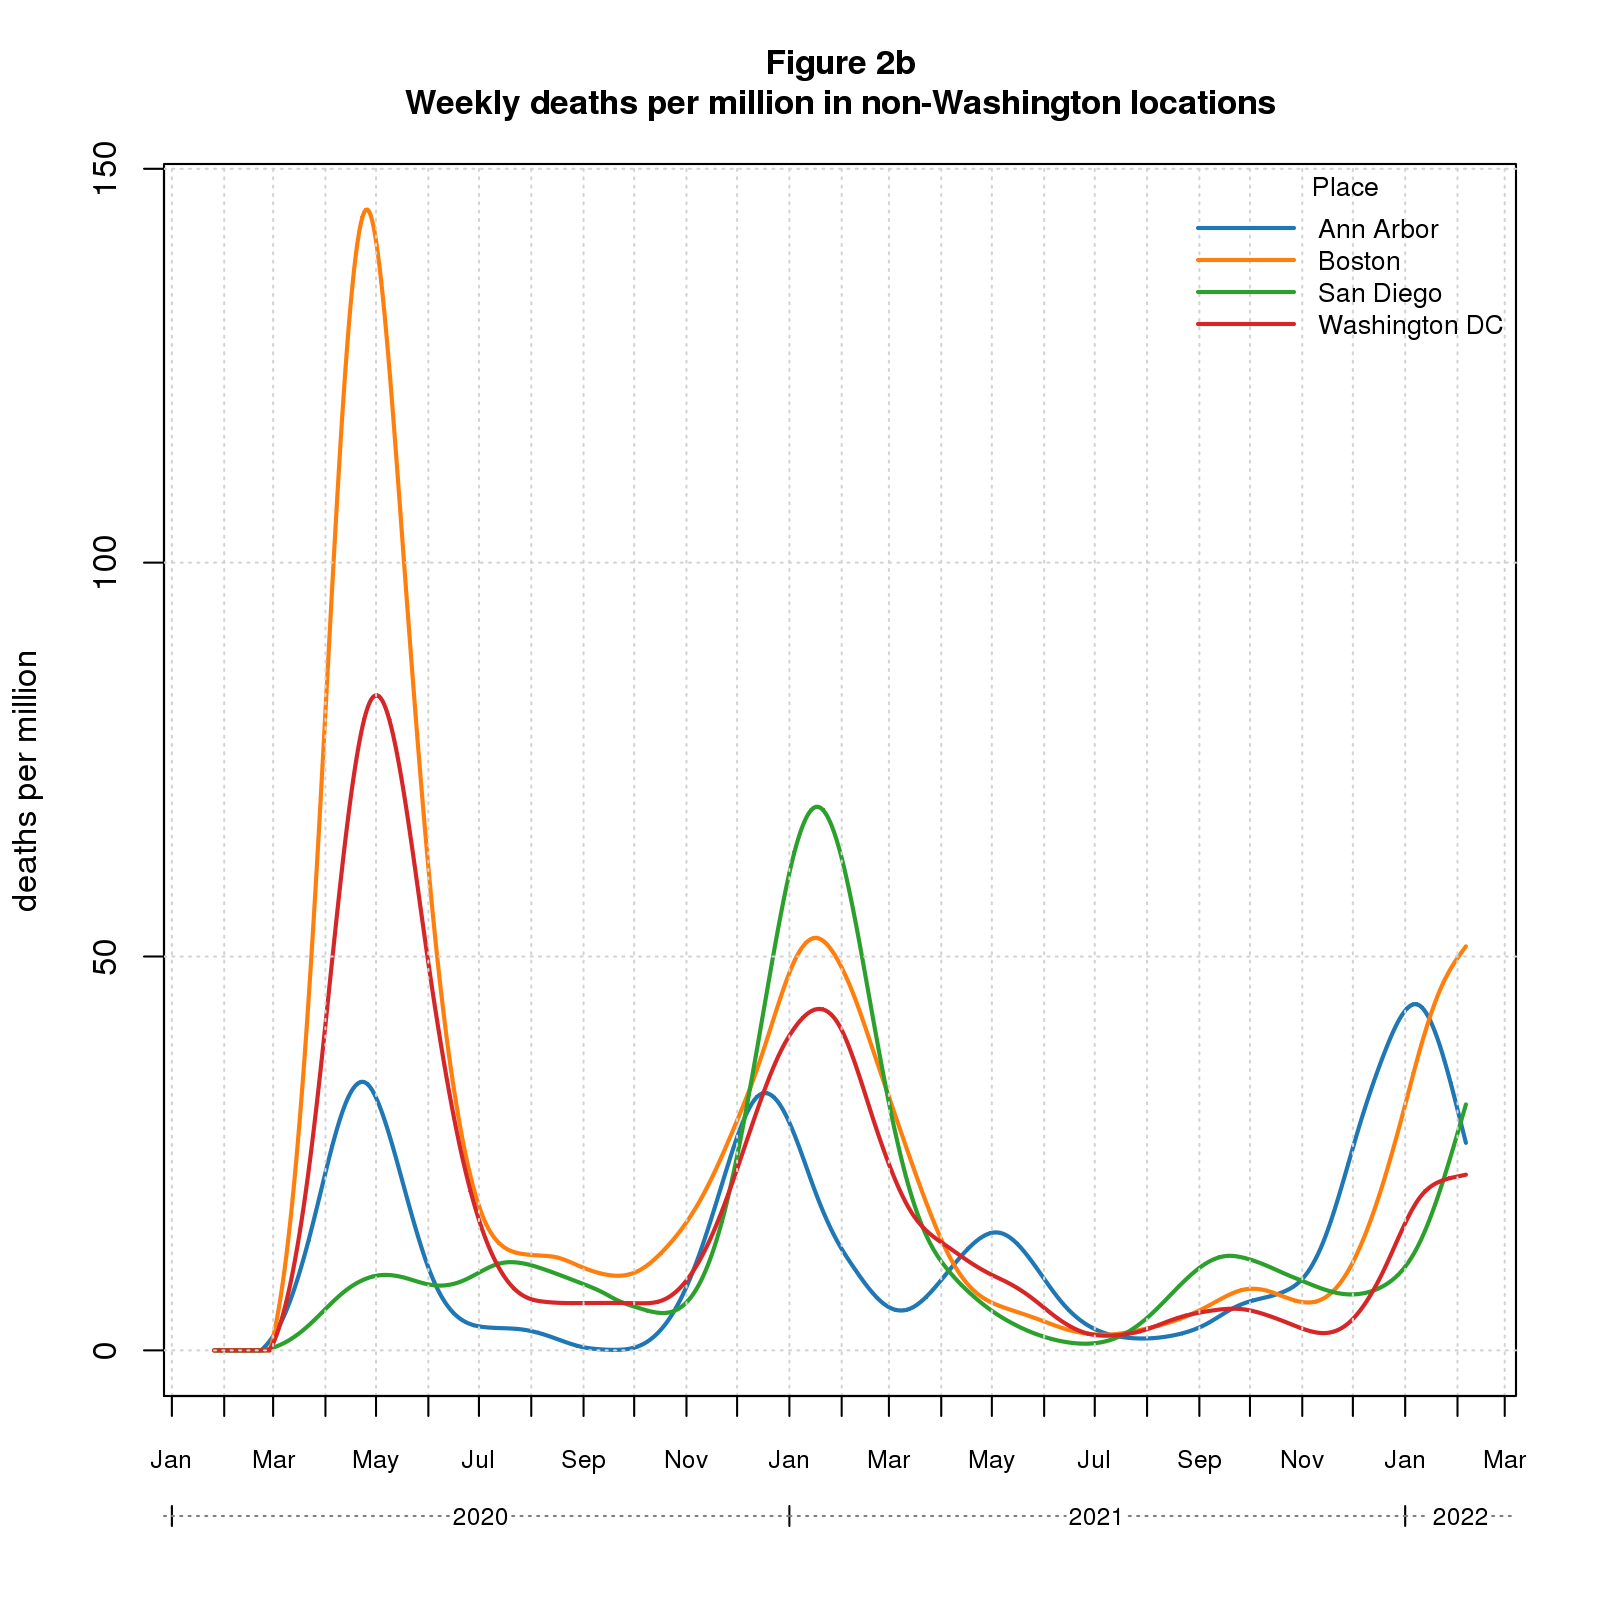 Figure 2b
Weekly deaths per million in non-Washington locations
Place
Ann Arbor
Boston
San Diego
Washington DC
deaths per million
150
100
50
0
Jan Mar May Jul Sep Nov Jan Mar May Jul Sep Nov Jan Mar
2020 2021 2022